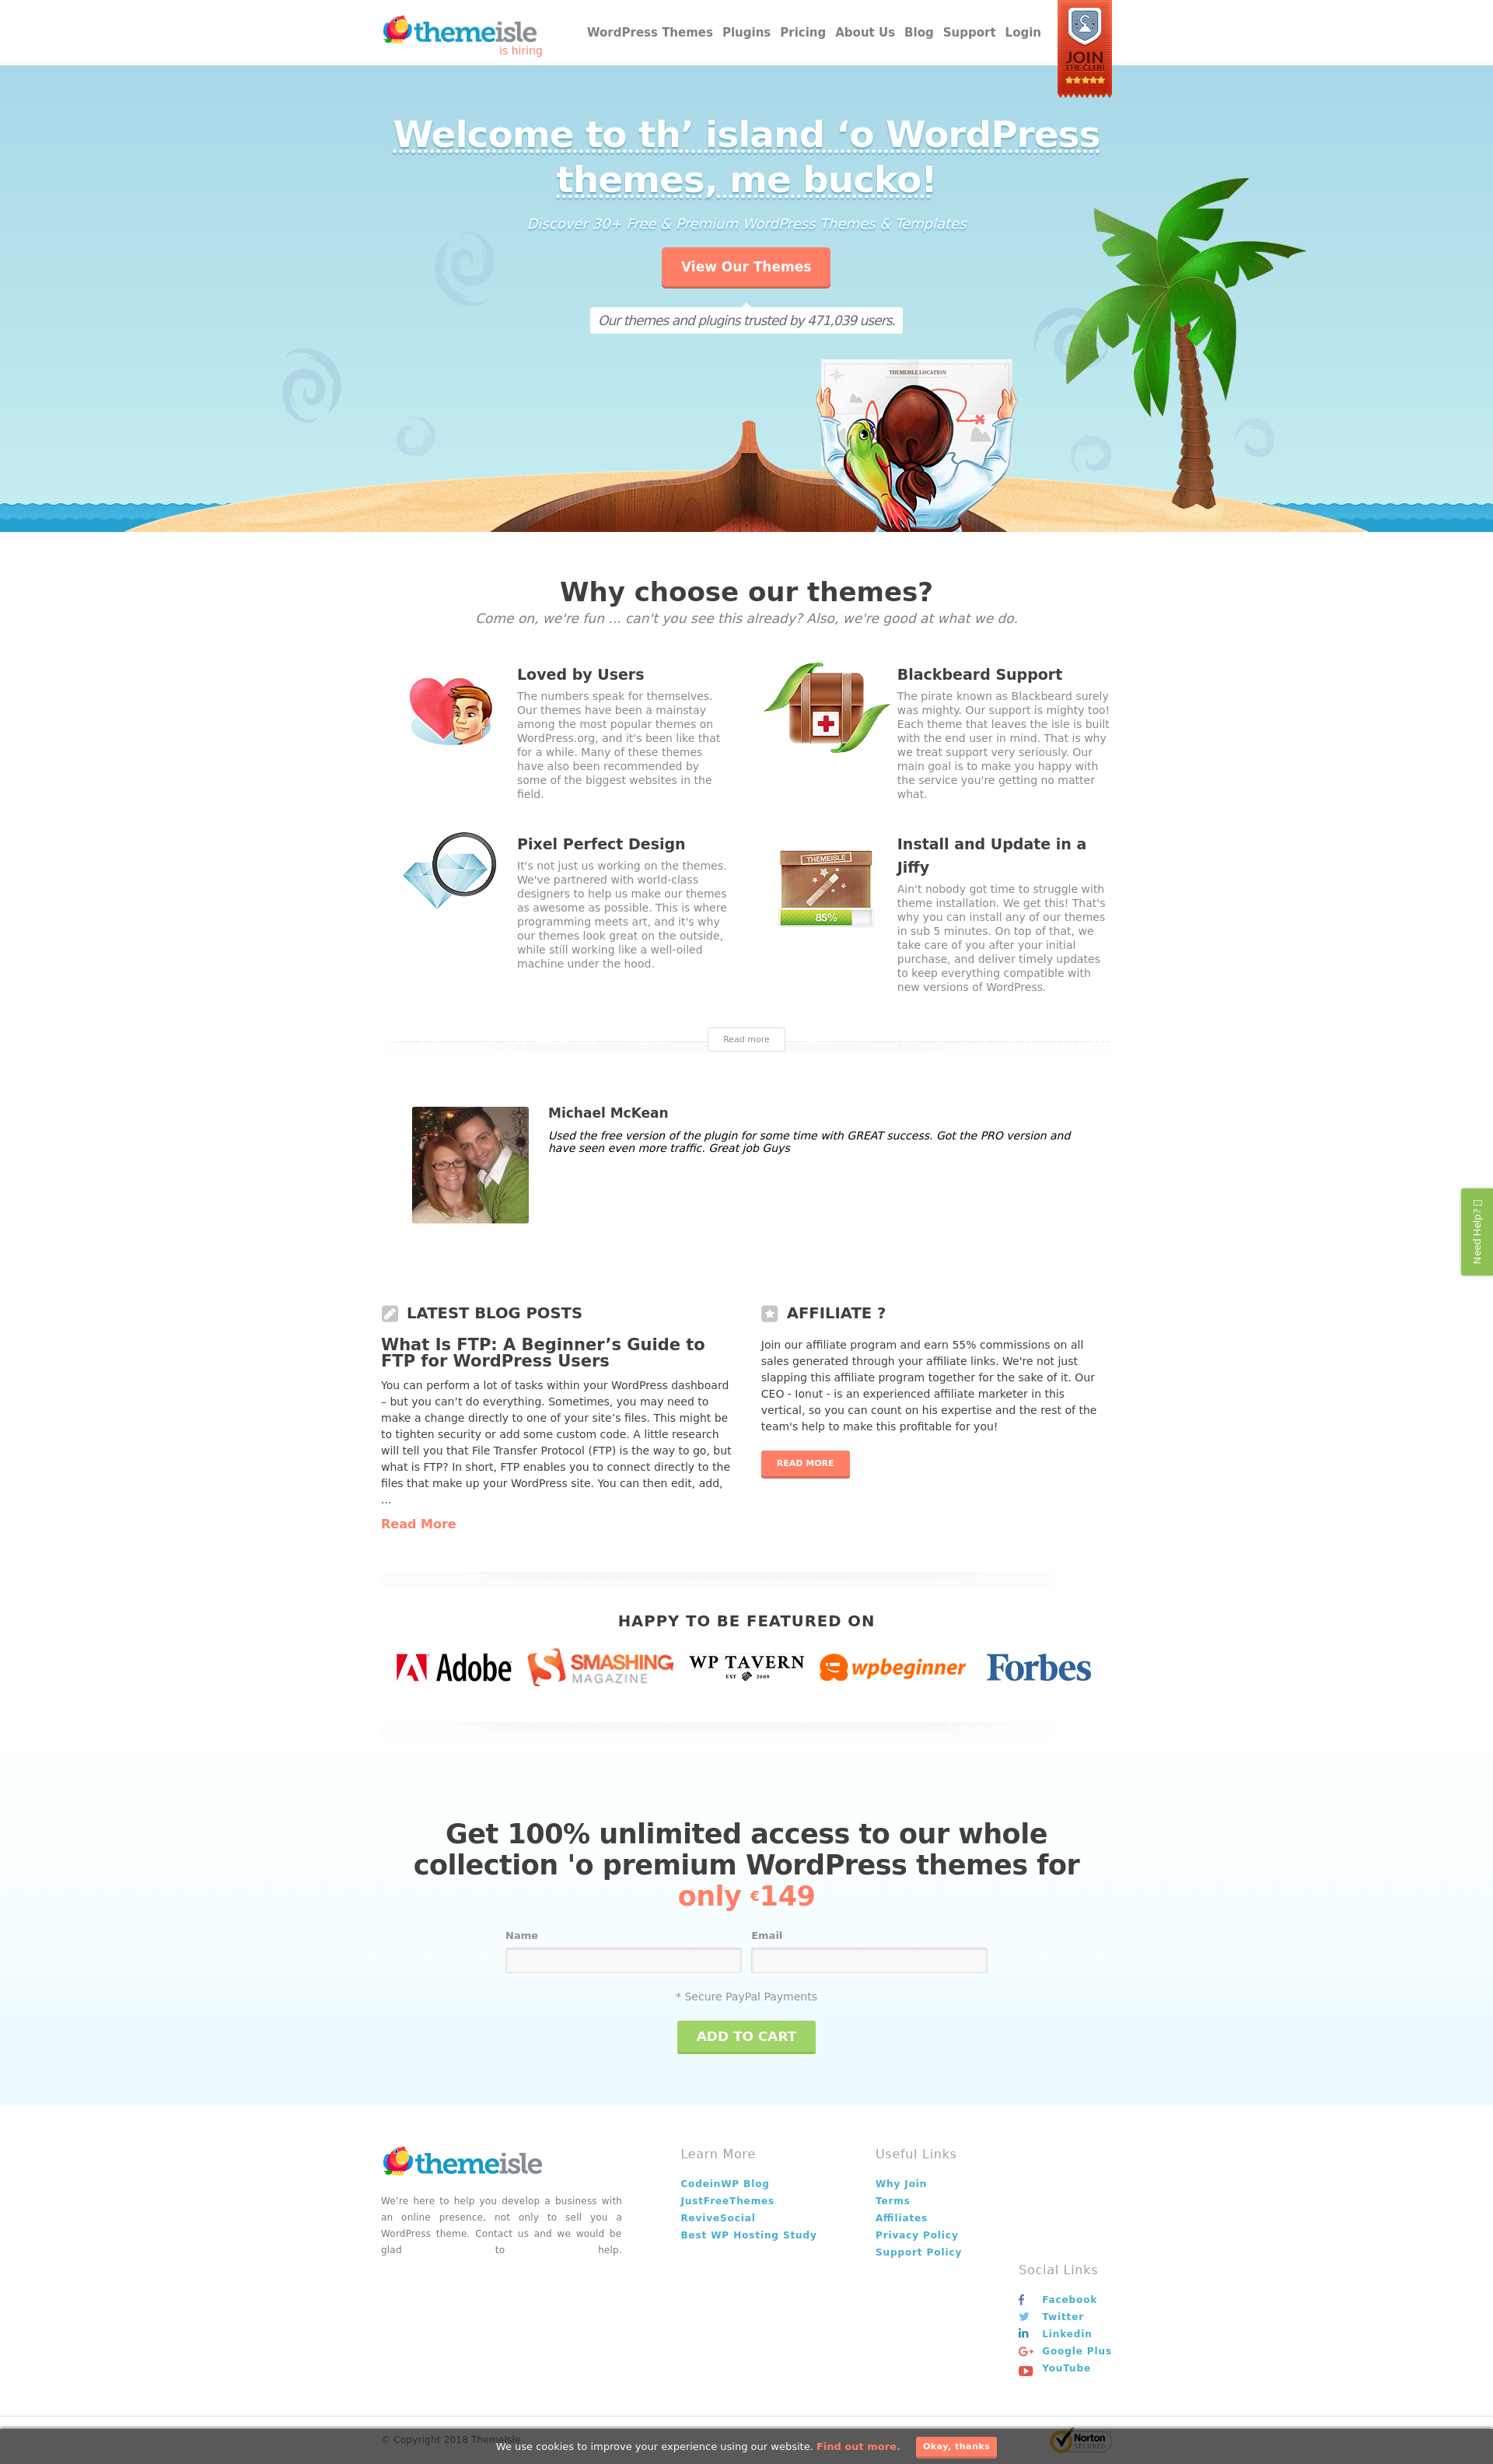 themeisle
is hiring
WordPress Themes Plugins Pricing About Us Blog Support Login
JOIN
THE CLUB
Welcome to th’ island ‘o WordPress
themes, me bucko!
Discover 30+ Free & Premium WordPress Themes & Templates
View Our Themes
Our themes and plugins trusted by 471,039 users.
THEMEISLE LOCATION
Why choose our themes?
Come on, we're fun ... can't you see this already? Also, we're good at what we do.
Loved by Users
The numbers speak for themselves.
Our themes have been a mainstay
among the most popular themes on
WordPress.org, and it's been like that
for a while. Many of these themes
have also been recommended by
some of the biggest websites in the
field.
Blackbeard Support
The pirate known as Blackbeard surely
was mighty. Our support is mighty too!
Each theme that leaves the isle is built
with the end user in mind. That is why
we treat support very seriously. Our
main goal is to make you happy with
the service you're getting no matter
what.
Pixel Perfect Design
It's not just us working on the themes.
We've partnered with world-class
designers to help us make our themes
as awesome as possible. This is where
programming meets art, and it's why
our themes look great on the outside,
while still working like a well-oiled
machine under the hood.
THEMEISLE
85%
Install and Update in a
Jiffy
Ain't nobody got time to struggle with
theme installation. We get this! That's
why you can install any of our themes
in sub 5 minutes. On top of that, we
take care of you after your initial
purchase, and deliver timely updates
to keep everything compatible with
new versions of WordPress.
Read more
Michael McKean
Used the free version of the plugin for some time with GREAT success. Got the PRO version and
have seen even more traffic. Great job Guys
Need Help?
LATEST BLOG POSTS
What Is FTP: A Beginner’s Guide to
FTP for WordPress Users
You can perform a lot of tasks within your WordPress dashboard
– but you can’t do everything. Sometimes, you may need to
make a change directly to one of your site’s files. This might be
to tighten security or add some custom code. A little research
will tell you that File Transfer Protocol (FTP) is the way to go, but
what is FTP? In short, FTP enables you to connect directly to the
files that make up your WordPress site. You can then edit, add,
…
Read More
AFFILIATE ?
Join our affiliate program and earn 55% commissions on all
sales generated through your affiliate links. We're not just
slapping this affiliate program together for the sake of it. Our
CEO - Ionut - is an experienced affiliate marketer in this
vertical, so you can count on his expertise and the rest of the
team's help to make this profitable for you!
READ MORE
HAPPY TO BE FEATURED ON
Adobe
SMASHING
MAGAZINE
WP TAVERN
EST 2009
wpbeginner
Forbes
Get 100% unlimited access to our whole
collection 'o premium WordPress themes for
only €149
Name Email
* Secure PayPal Payments
ADD TO CART
themeisle
We’re here to help you develop a business with
an online presence, not only to sell you a
WordPress theme. Contact us and we would be
glad to help.
Learn More
CodeinWP Blog
JustFreeThemes
ReviveSocial
Best WP Hosting Study
Useful Links
Why Join
Terms
Affiliates
Privacy Policy
Support Policy
Social Links
Facebook
Twitter
Linkedin
Google Plus
YouTube
© Copyright 2018 ThemeIsle
We use cookies to improve your experience using our website. Find out more. Okay, thanks
Norton
SECURED